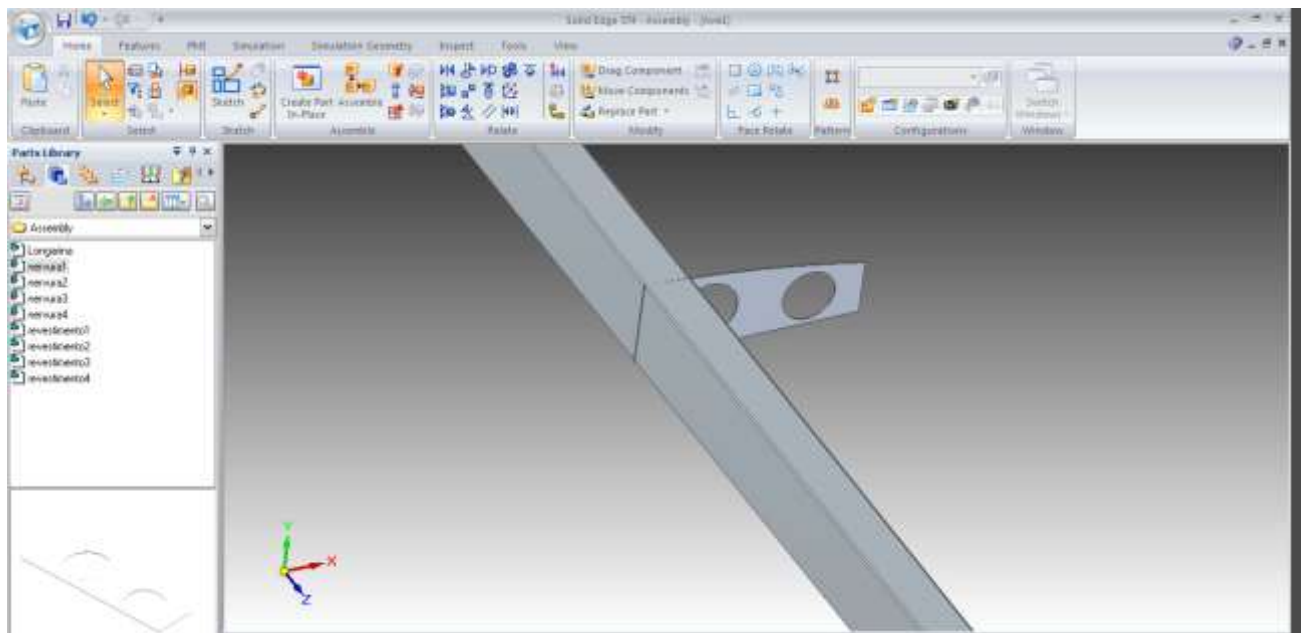 Solid Edge ST4 - Assembly - [livre1]
Home Features PMI Simulation Simulation Geometry Inspect Tools View
Paste
Select
Sketch
Create Part In-Place
Assemble
Drag Component
Move Components
Replace Part
Switch Windows
Clipboard Select Sketch Assemble Relate Modify Face Relate Pattern Configurations Window
Parts Library
Assembly
Longarina
nervura1
nervura2
nervura3
nervura4
revestimento1
revestimento2
revestimento3
revestimento4
Y
X
Z